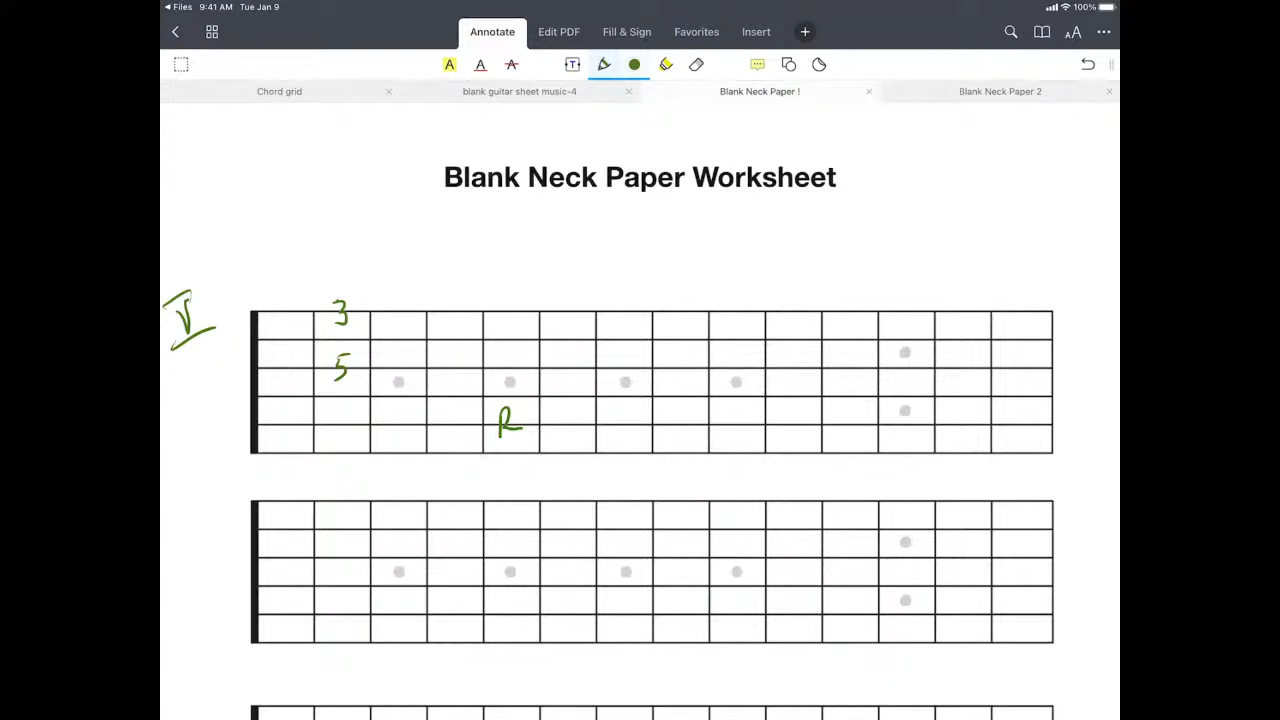 Files 9:41 AM Tue Jan 9 100%
Annotate Edit PDF Fill & Sign Favorites Insert +
A A A T AA
Chord grid blank guitar sheet music-4 Blank Neck Paper ! Blank Neck Paper 2
Blank Neck Paper Worksheet
V 3
5
R